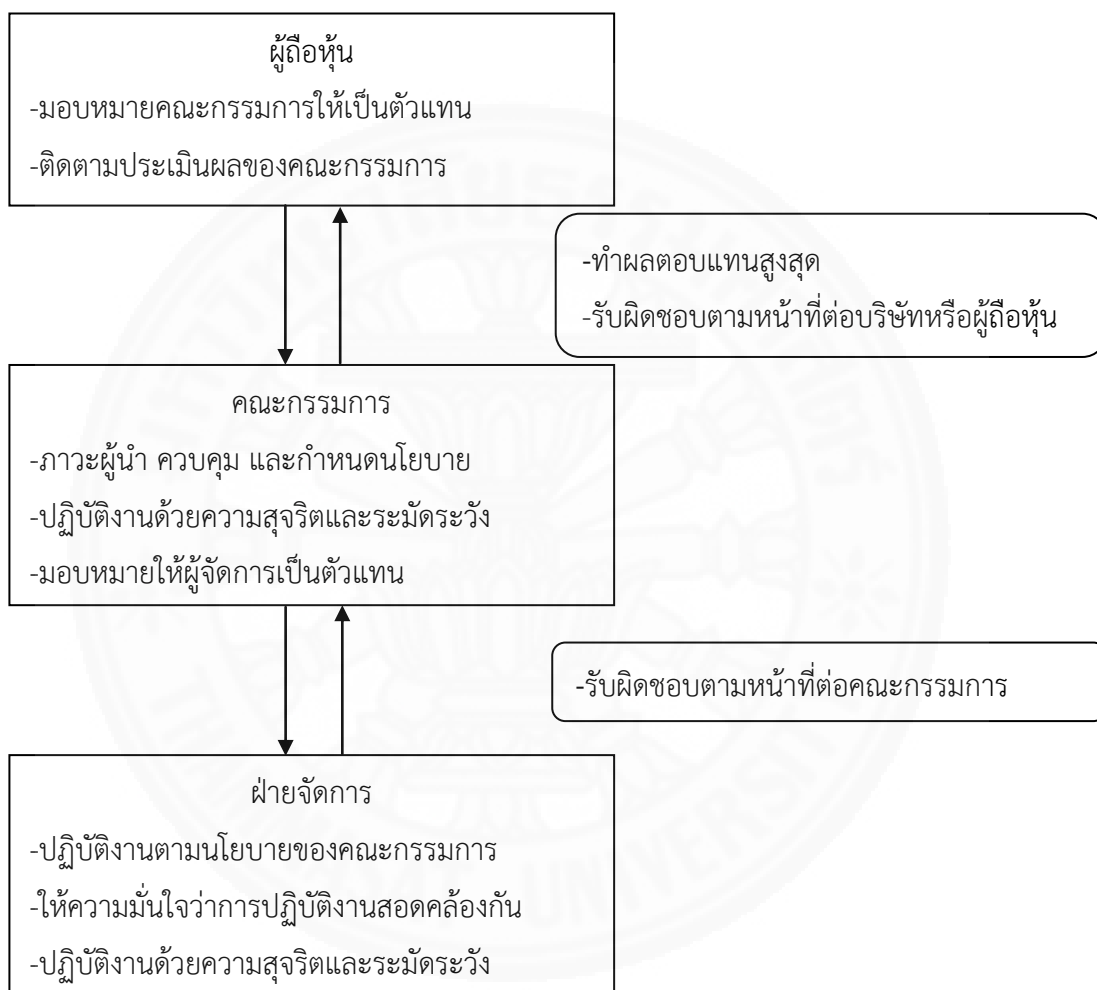 ผู้ถือหุ้น
-มอบหมายคณะกรรมการให้เป็นตัวแทน
-ติดตามประเมินผลของคณะกรรมการ
-ทำผลตอบแทนสูงสุด
-รับผิดชอบตามหน้าที่ต่อบริษัทหรือผู้ถือหุ้น
คณะกรรมการ
-ภาวะผู้นำ ควบคุม และกำหนดนโยบาย
-ปฏิบัติงานด้วยความสุจริตและระมัดระวัง
-มอบหมายให้ผู้จัดการเป็นตัวแทน
-รับผิดชอบตามหน้าที่ต่อคณะกรรมการ
ฝ่ายจัดการ
-ปฏิบัติงานตามนโยบายของคณะกรรมการ
-ให้ความมั่นใจว่าการปฏิบัติงานสอดคล้องกัน
-ปฏิบัติงานด้วยความสุจริตและระมัดระวัง